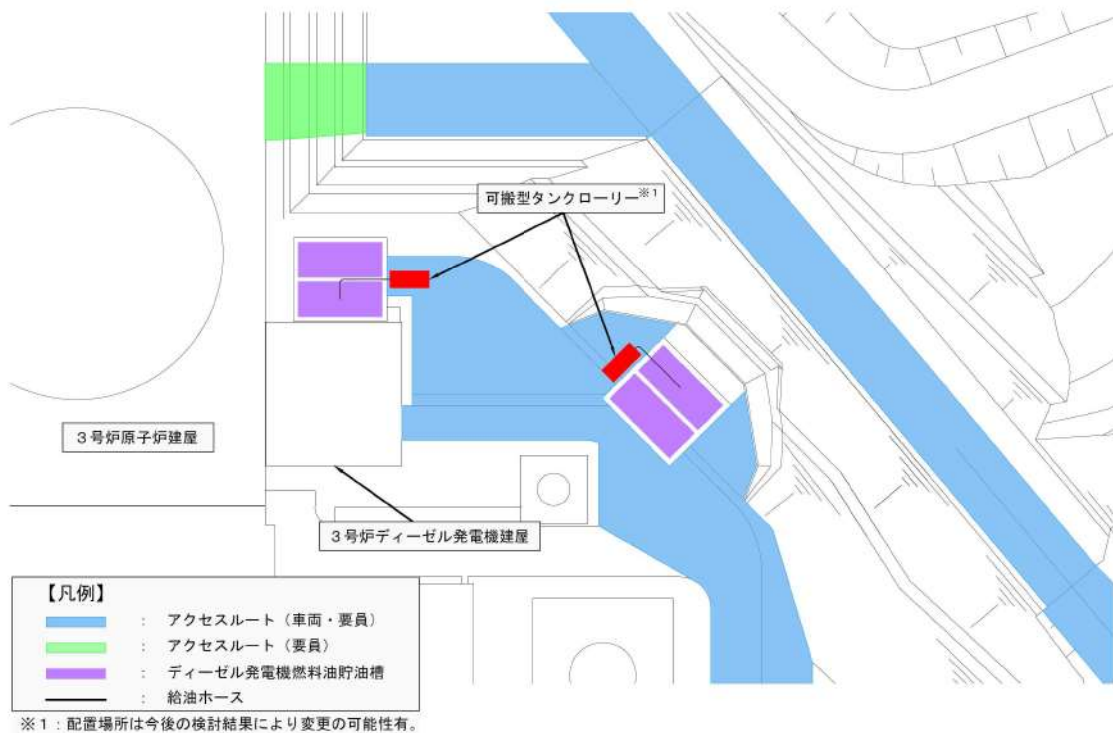 可搬型タンクローリー※1
3号炉原子炉建屋
3号炉ディーゼル発電機建屋
【凡例】
： アクセスルート（車両・要員）
： アクセスルート（要員）
： ディーゼル発電機燃料油貯油槽
： 給油ホース
※1：配置場所は今後の検討結果により変更の可能性有。